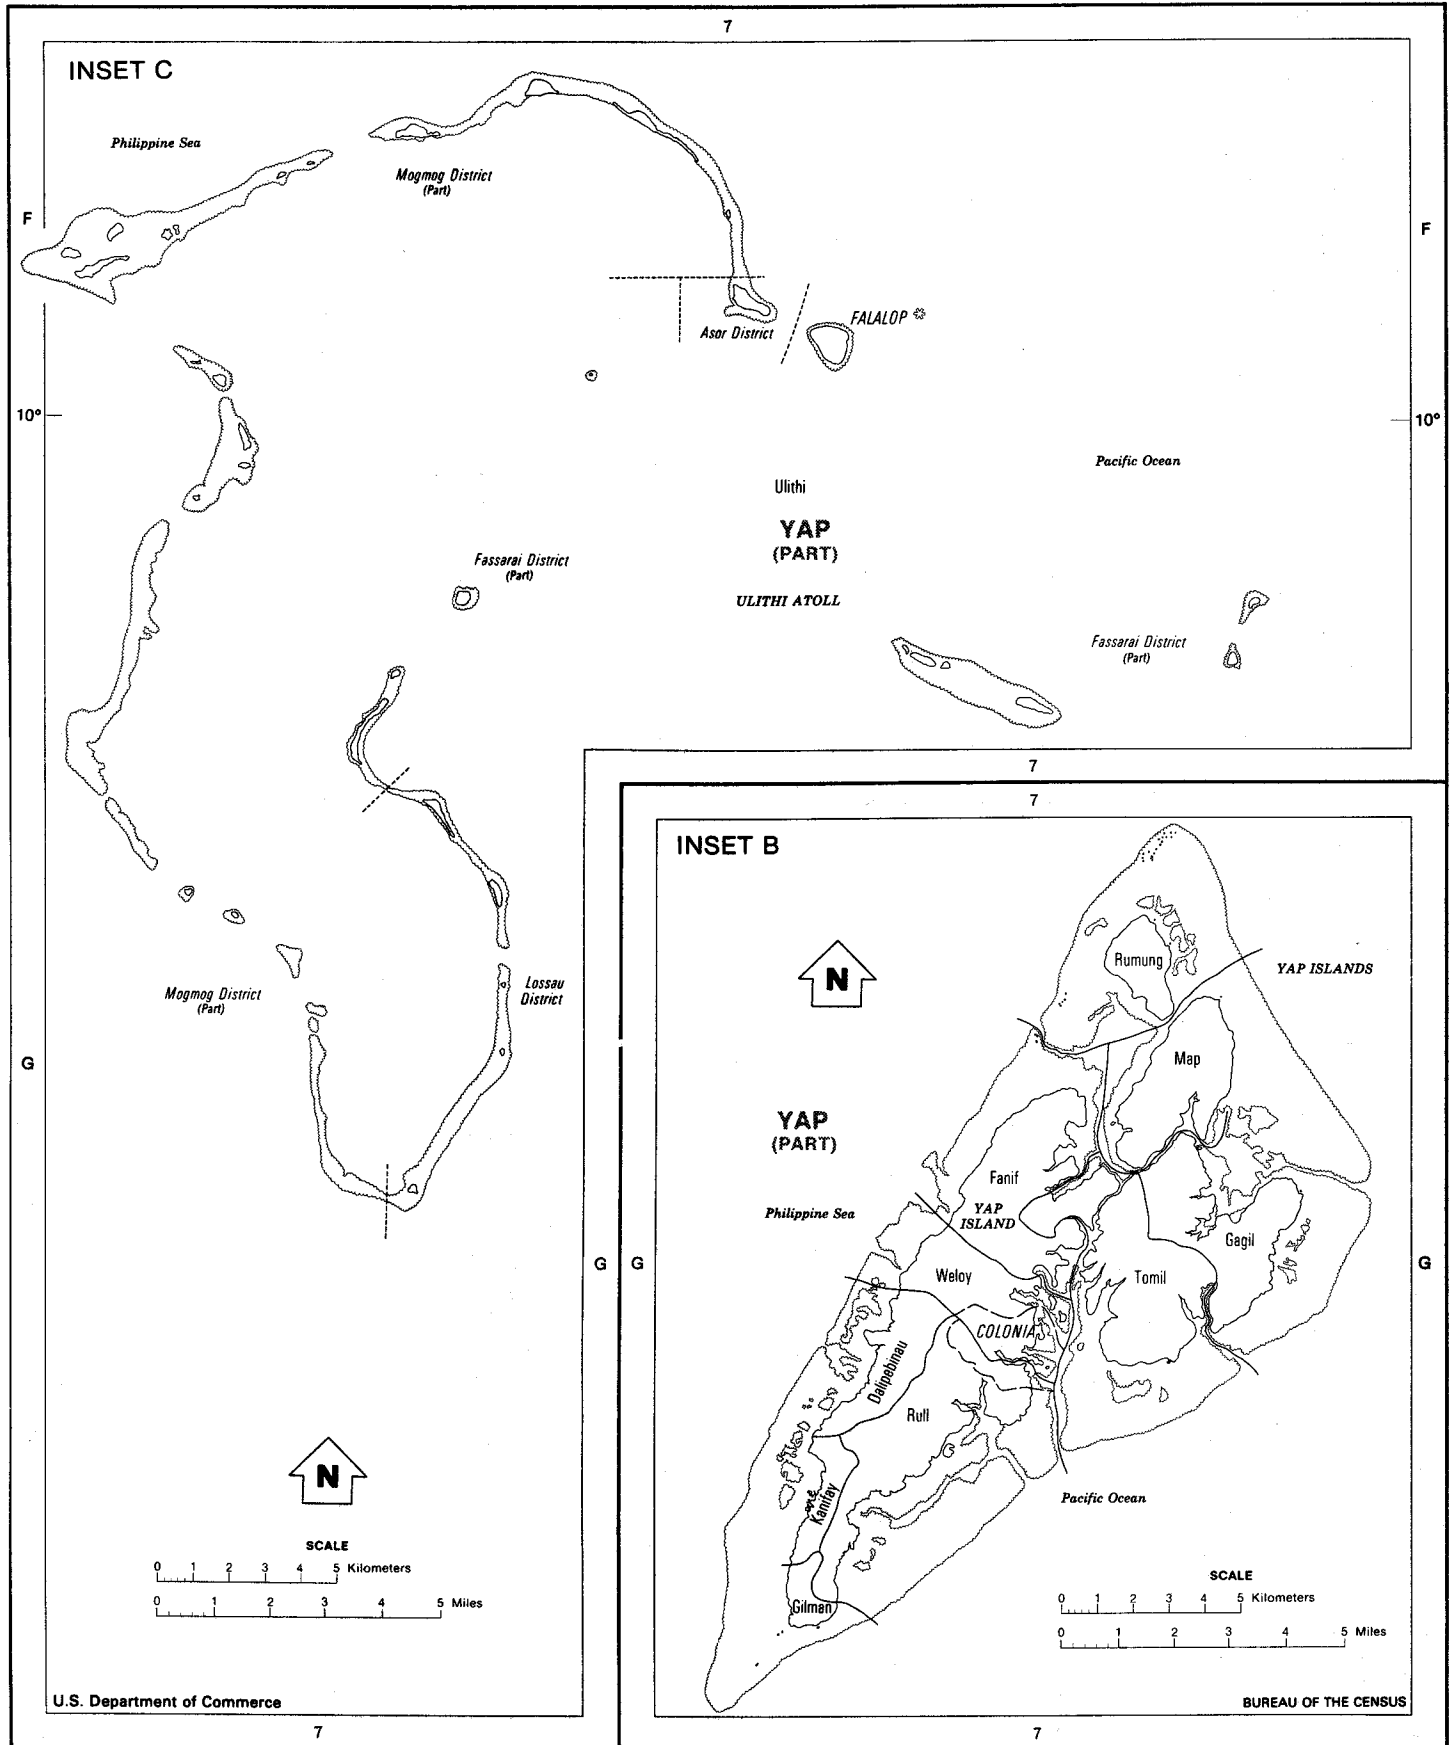 7
INSET C
Philippine Sea
Mogmog District
(Part)
F
F
Asor District
FALALOP
10°
10°
Pacific Ocean
Ulithi
YAP
(PART)
ULITHI ATOLL
Fassarai District
(Part)
Fassarai District
(Part)
7
Mogmog District
(Part)
Lossau
District
G
G
N
SCALE
0 1 2 3 4 5 Kilometers
0 1 2 3 4 5 Miles
U.S. Department of Commerce
7
7
INSET B
N
Rumung
YAP ISLANDS
Map
YAP
(PART)
Fanif
Philippine Sea
YAP
ISLAND
Gagil
G
G
Weloy
Tomil
COLONIA
Dalipebinau
Rull
Kanifay
Pacific Ocean
Gilman
SCALE
0 1 2 3 4 5 Kilometers
0 1 2 3 4 5 Miles
BUREAU OF THE CENSUS
7